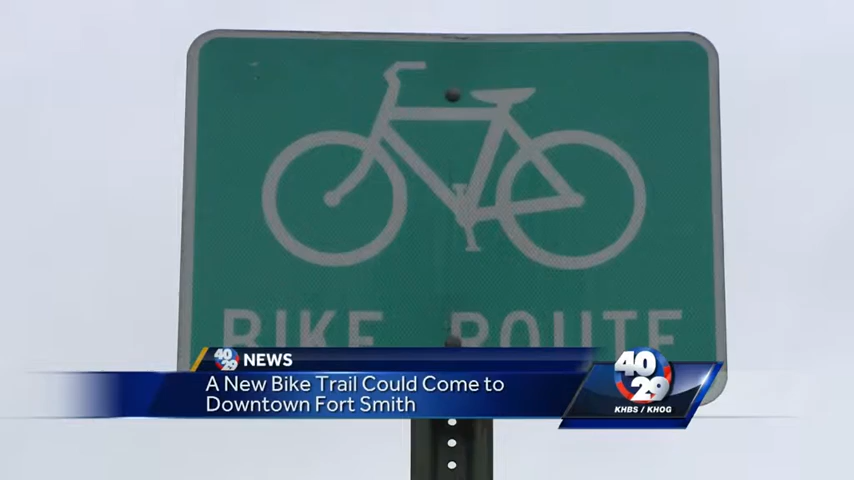 BIKE ROUTE
40
29
NEWS
A New Bike Trail Could Come to
Downtown Fort Smith
40
29
KHBS / KHOG